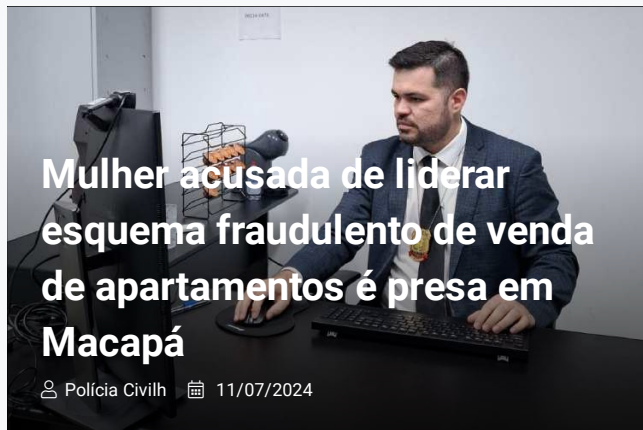 Mulher acusada de liderar
esquema fraudulento de venda
de apartamentos é presa em
Macapá
Polícia Civilh 11/07/2024